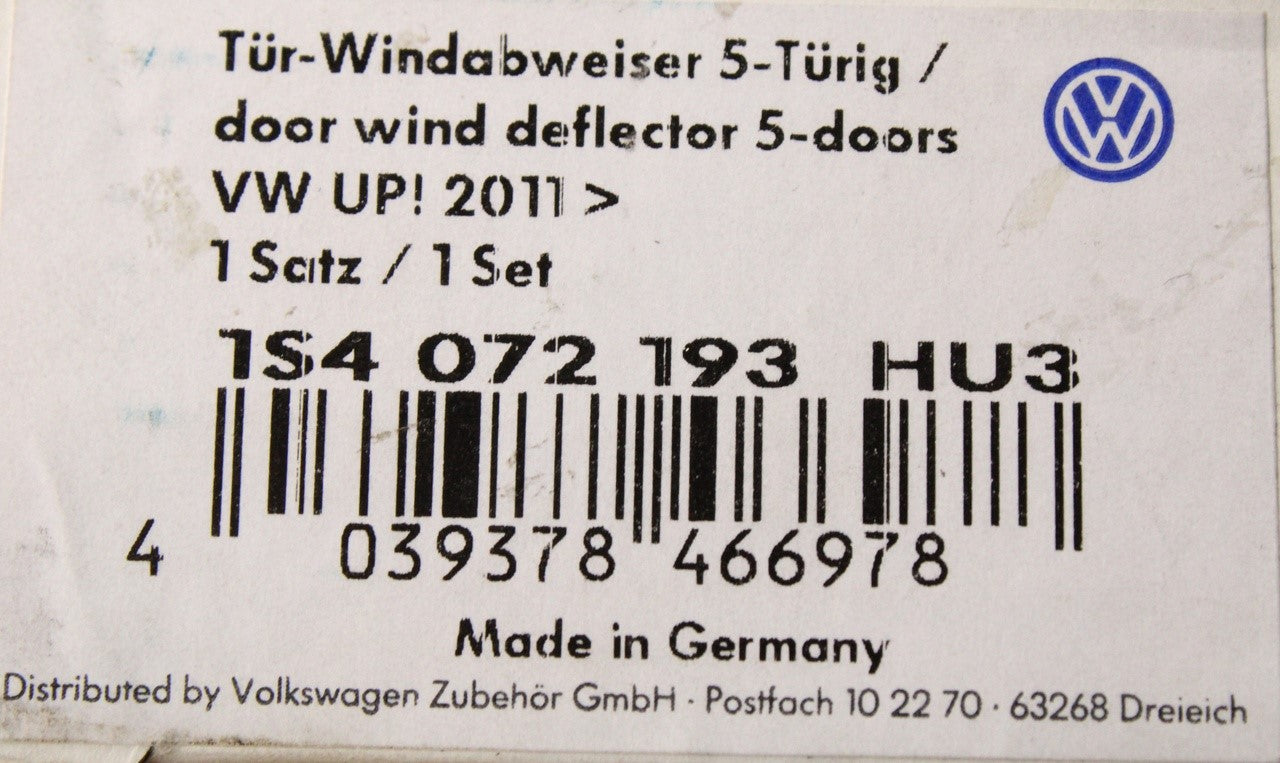 Tür-Windabweiser 5-Türig /
door wind deflector 5-doors
VW UP! 2011 >
1 Satz / 1 Set
1S4 072 193 HU3
4 039378 466978
Made in Germany
Distributed by Volkswagen Zubehör GmbH · Postfach 10 22 70 · 63268 Dreieich